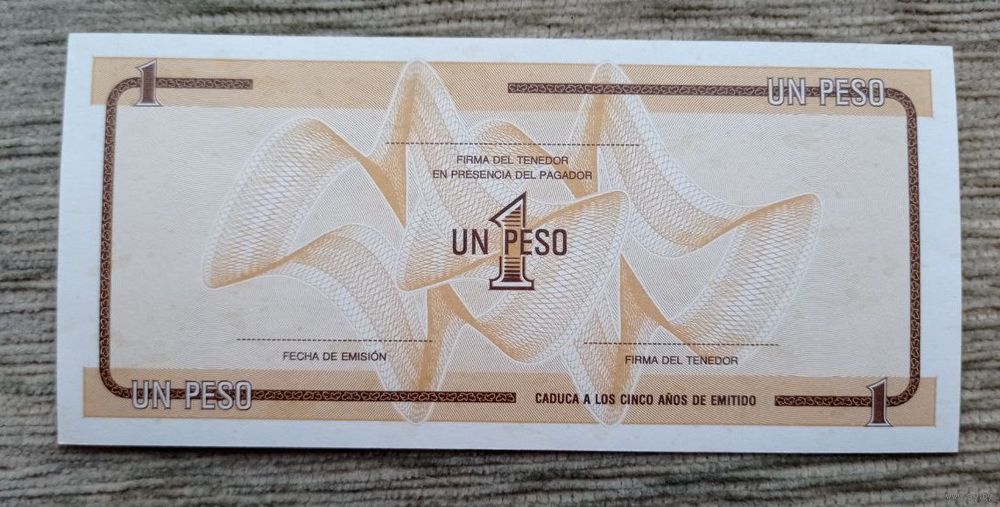 1
UN PESO
FIRMA DEL TENEDOR
EN PRESENCIA DEL PAGADOR
UN PESO
1
FECHA DE EMISIÓN
FIRMA DEL TENEDOR
UN PESO
CADUCA A LOS CINCO AÑOS DE EMITIDO
1